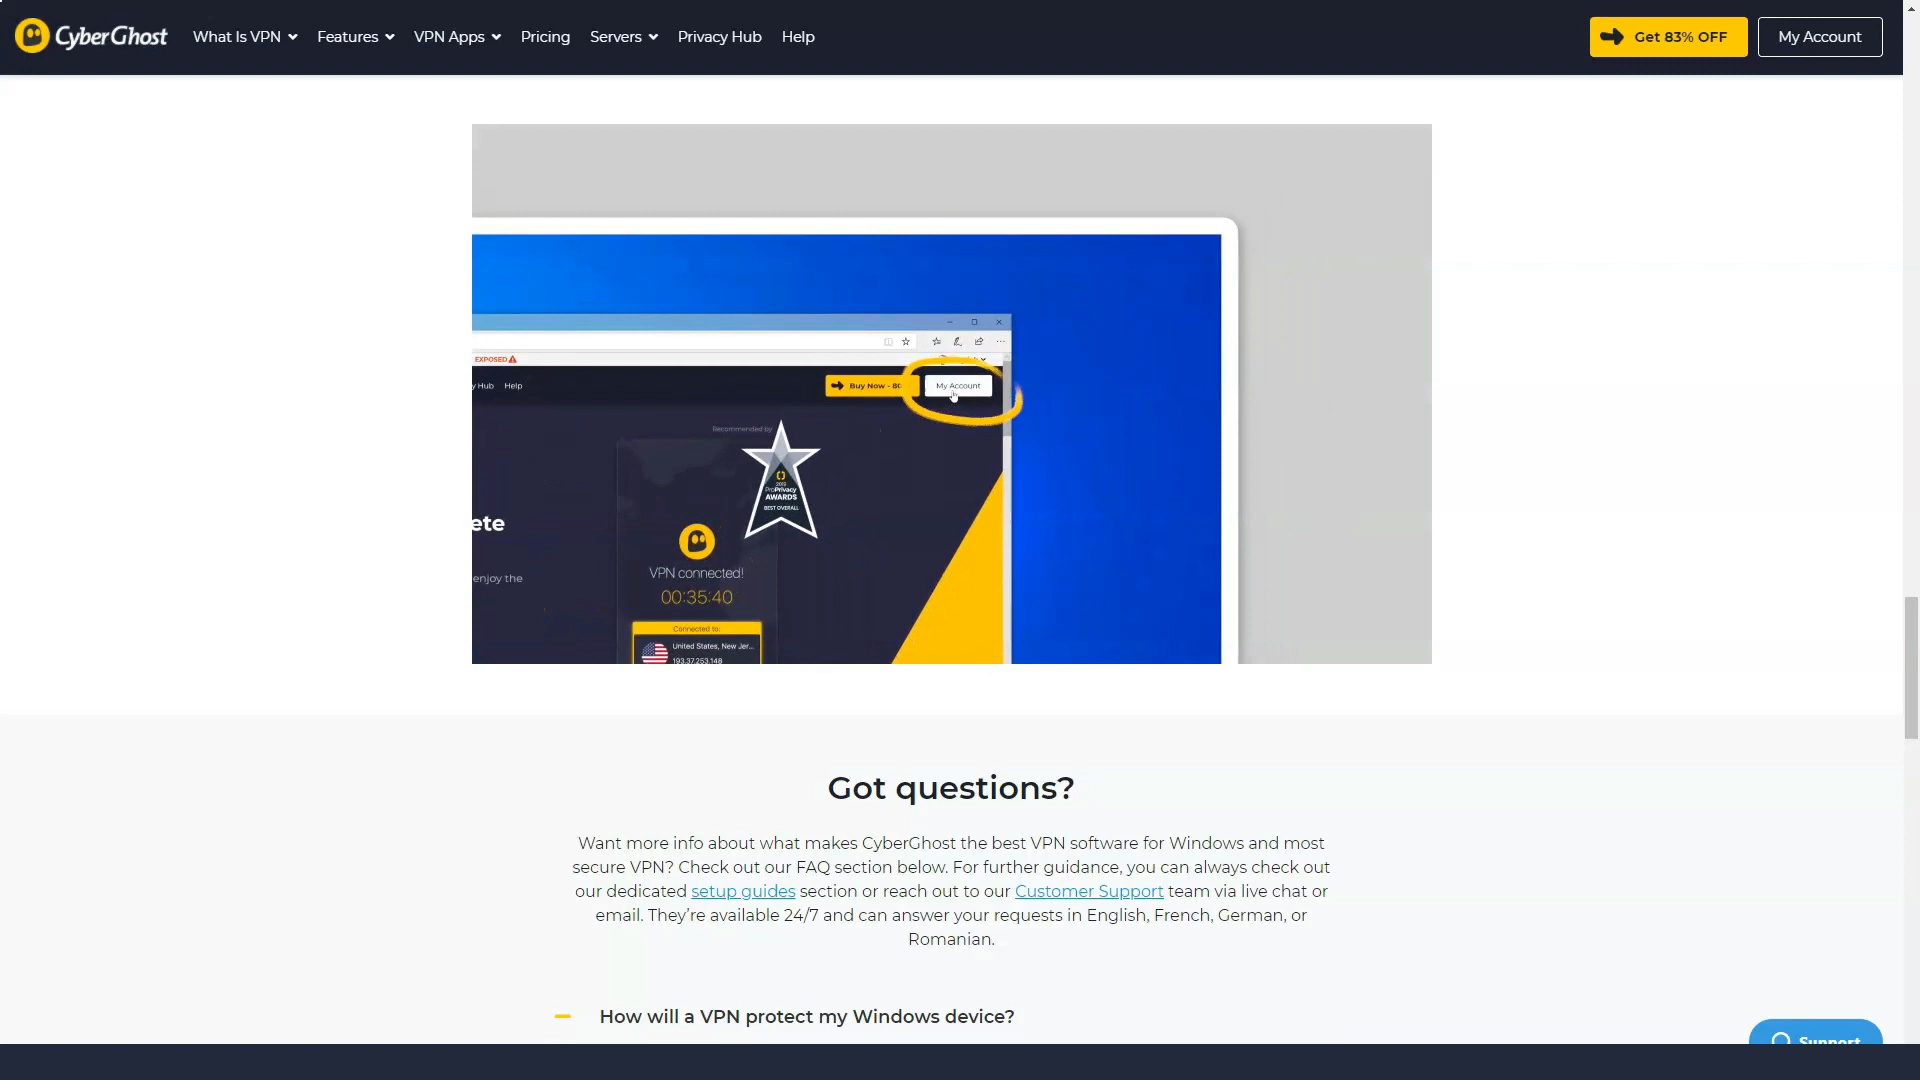 CyberGhost What Is VPN Features VPN Apps Pricing Servers Privacy Hub Help Get 83% OFF My Account
EXPOSED
y Hub Help Buy Now - 80 My Account
Recommended by
2019
ProPrivacy
AWARDS
BEST OVERALL
ete
VPN connected!
enjoy the
00:35:40
Connected to:
United States, New Jer...
193.37.253.148
Got questions?
Want more info about what makes CyberGhost the best VPN software for Windows and most
secure VPN? Check out our FAQ section below. For further guidance, you can always check out
our dedicated setup guides section or reach out to our Customer Support team via live chat or
email. They’re available 24/7 and can answer your requests in English, French, German, or
Romanian.
How will a VPN protect my Windows device?
Support